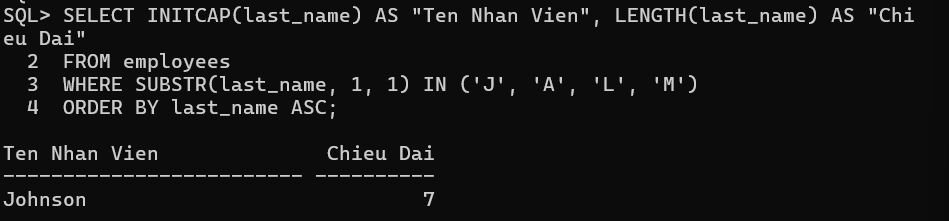 SQL> SELECT INITCAP(last_name) AS "Ten Nhan Vien", LENGTH(last_name) AS "Chi
eu Dai"
  2  FROM employees
  3  WHERE SUBSTR(last_name, 1, 1) IN ('J', 'A', 'L', 'M')
  4  ORDER BY last_name ASC;

Ten Nhan Vien              Chieu Dai
------------------------- ----------
Johnson                            7